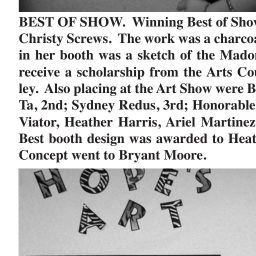 BEST OF SHOW. Winning Best of Show
Christy Screws. The work was a charcoa
in her booth was a sketch of the Mado
receive a scholarship from the Arts Cou
ley. Also placing at the Art Show were B
Ta, 2nd; Sydney Redus, 3rd; Honorable
Viator, Heather Harris, Ariel Martinez
Best booth design was awarded to Heat
Concept went to Bryant Moore.
HOPE'S
ART